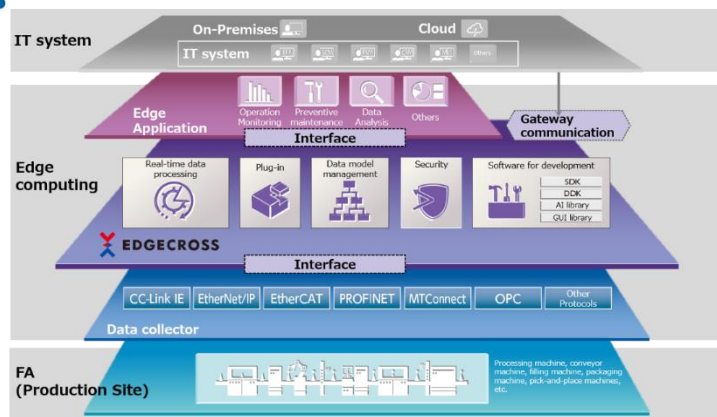 On-Premises
Cloud
IT system
IT system
Others
Edge
Application
Operation
Monitoring
Preventive
maintenance
Data
Analysis
Others
Gateway
communication
Interface
Edge
computing
Real-time data
processing
Plug-in
Data model
management
Security
Software for development
SDK
DDK
AI library
GUI library
EDGECROSS
Interface
CC-Link IE
EtherNet/IP
EtherCAT
PROFINET
MTConnect
OPC
Other
Protocols
Data collector
FA
(Production Site)
Processing machine, conveyor
machine, filling machine, packaging
machine, pick-and-place machines,
etc.